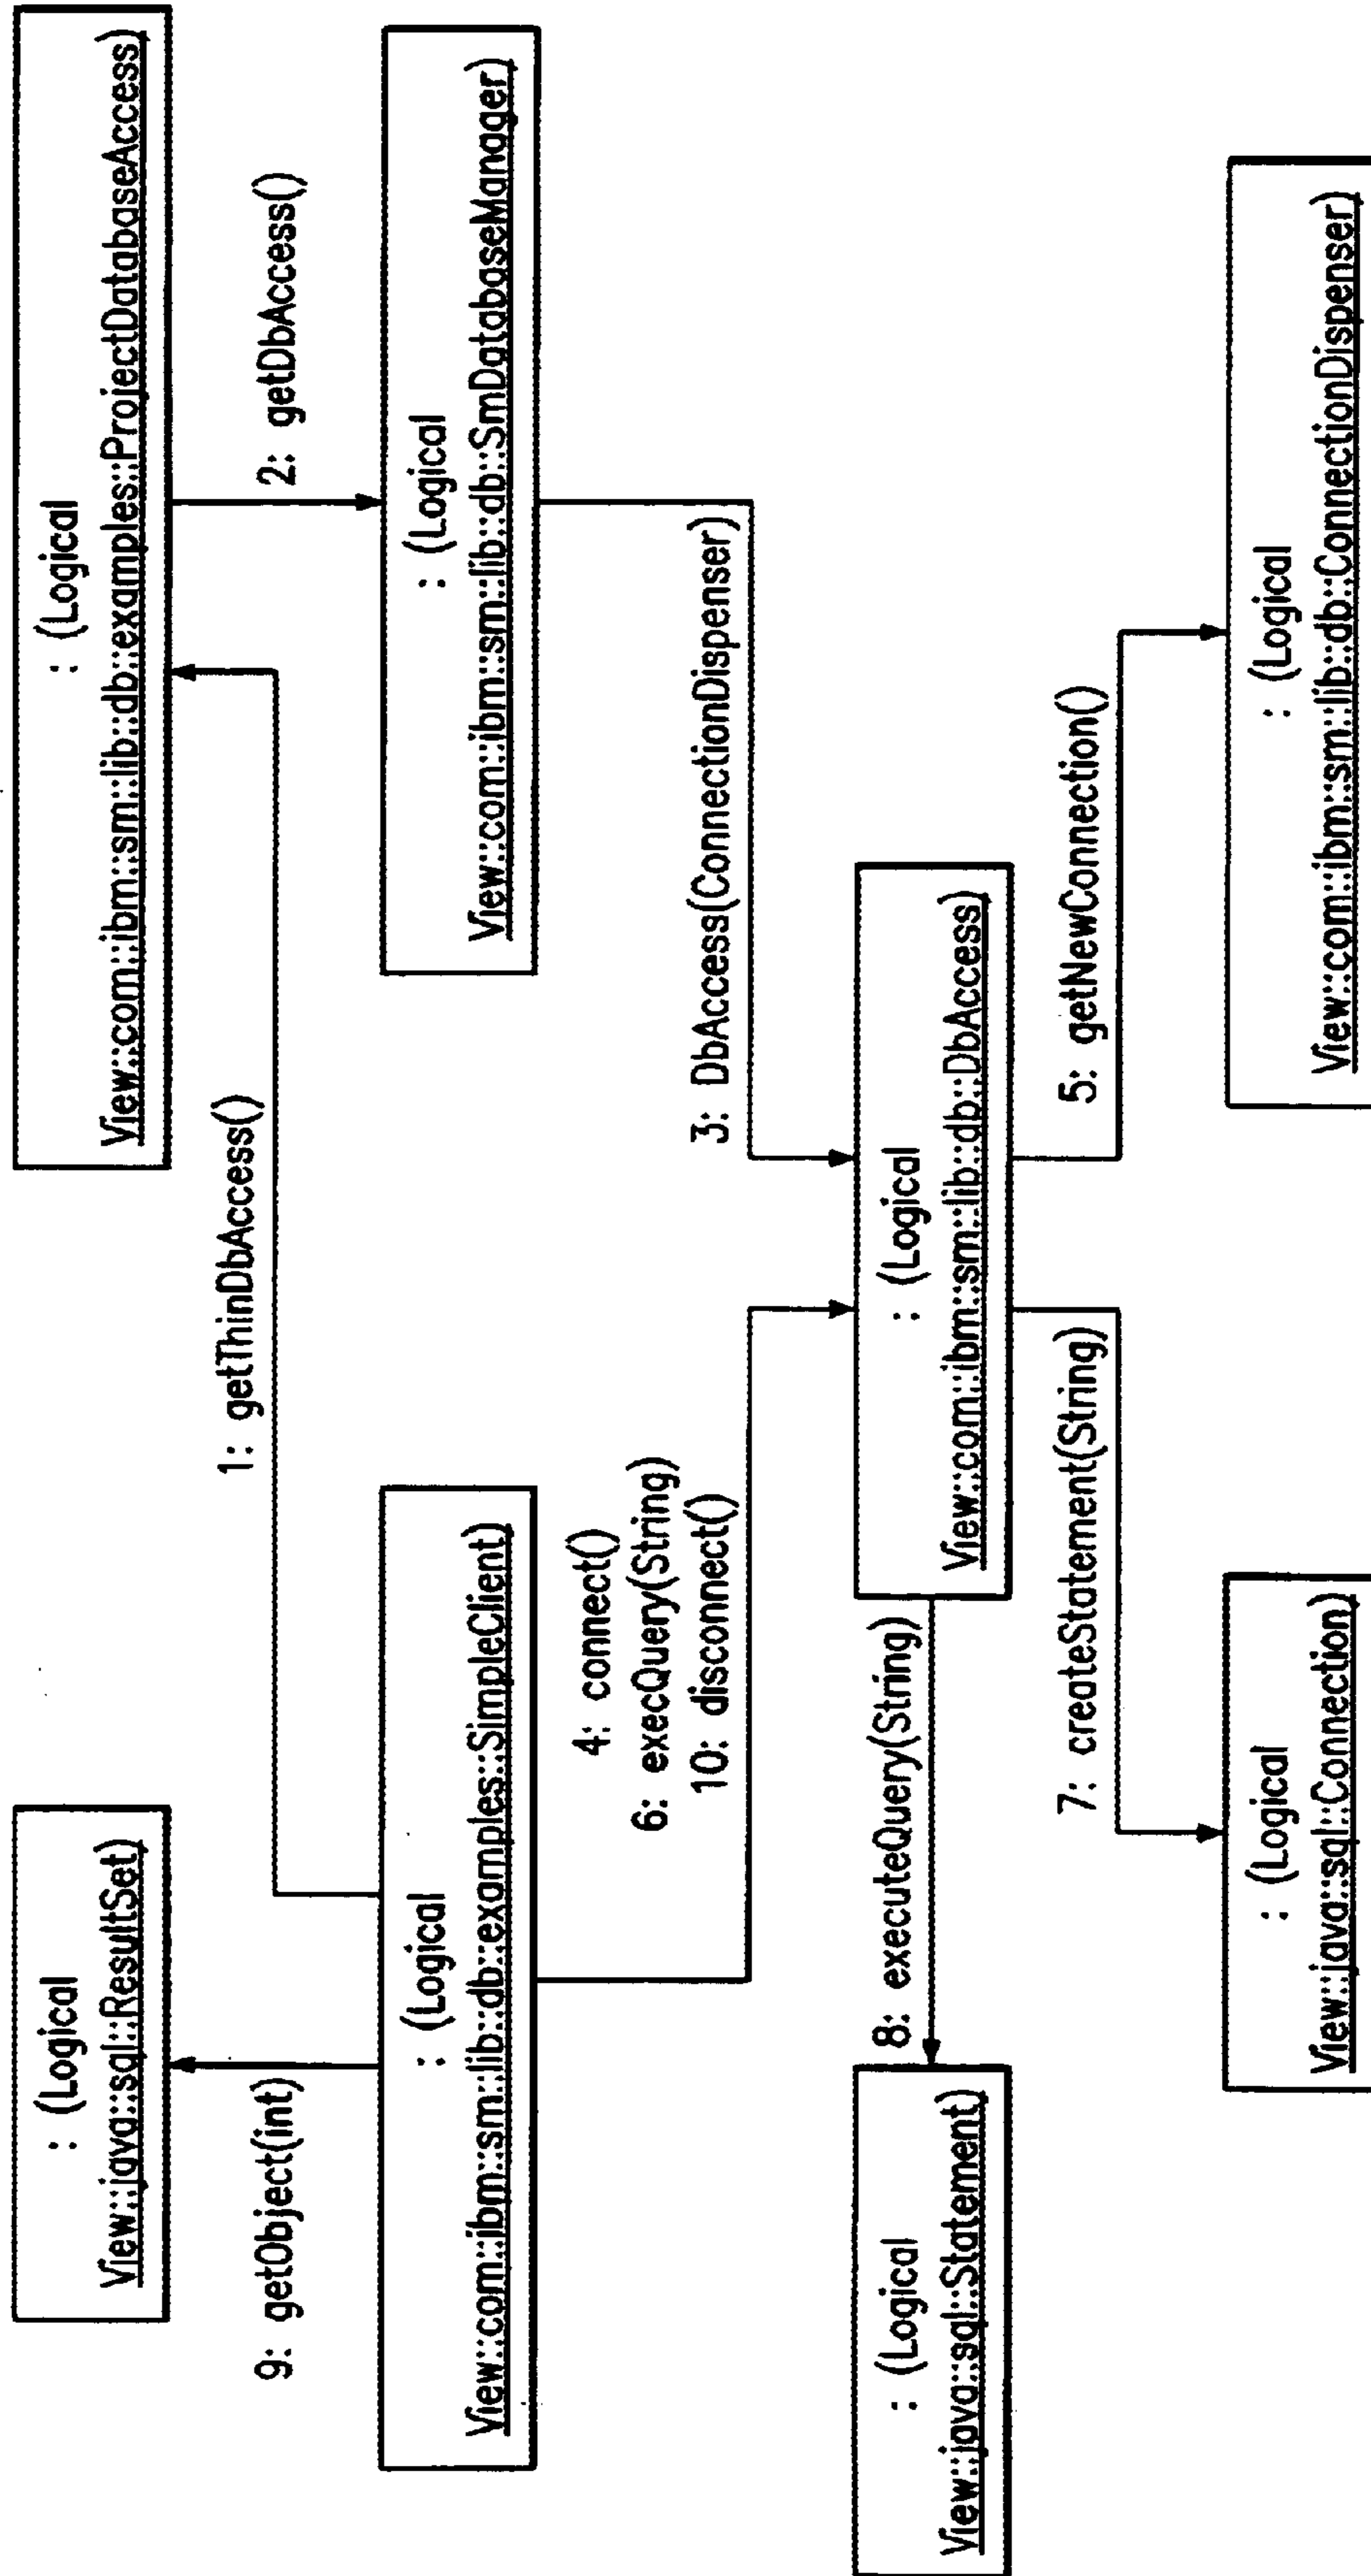 : (Logical
View::java::sql::ResultSet)
: (Logical
View::com::ibm::sm::lib::db::examples::ProjectDatabaseAccess)
9: getObject(int)
1: getThinDbAccess()
2: getDbAccess()
: (Logical
View::com::ibm::sm::lib::db::examples::SimpleClient)
: (Logical
View::com::ibm::sm::lib::db::SmDatabaseManager)
4: connect()
6: execQuery(String)
10: disconnect()
3: DbAccess(ConnectionDispenser)
: (Logical
View::java::sql::Statement)
8: executeQuery(String)
: (Logical
View::com::ibm::sm::lib::db::DbAccess)
7: createStatement(String)
5: getNewConnection()
: (Logical
View::java::sql::Connection)
: (Logical
View::com::ibm::sm::lib::db::ConnectionDispenser)